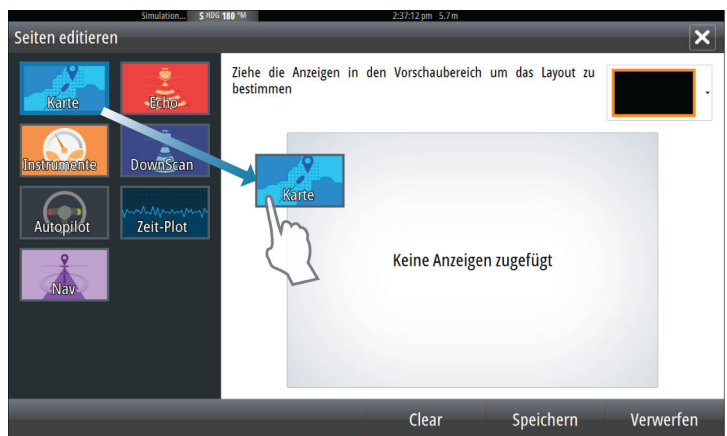 Simulation... S HDG 180 °M 2:37:12 pm 5.7 m
Seiten editieren
Karte Echo
Instrumente DownScan
Autopilot Zeit-Plot
Nav
Ziehe die Anzeigen in den Vorschaubereich um das Layout zu
bestimmen
Karte
Keine Anzeigen zugefügt
Clear Speichern Verwerfen